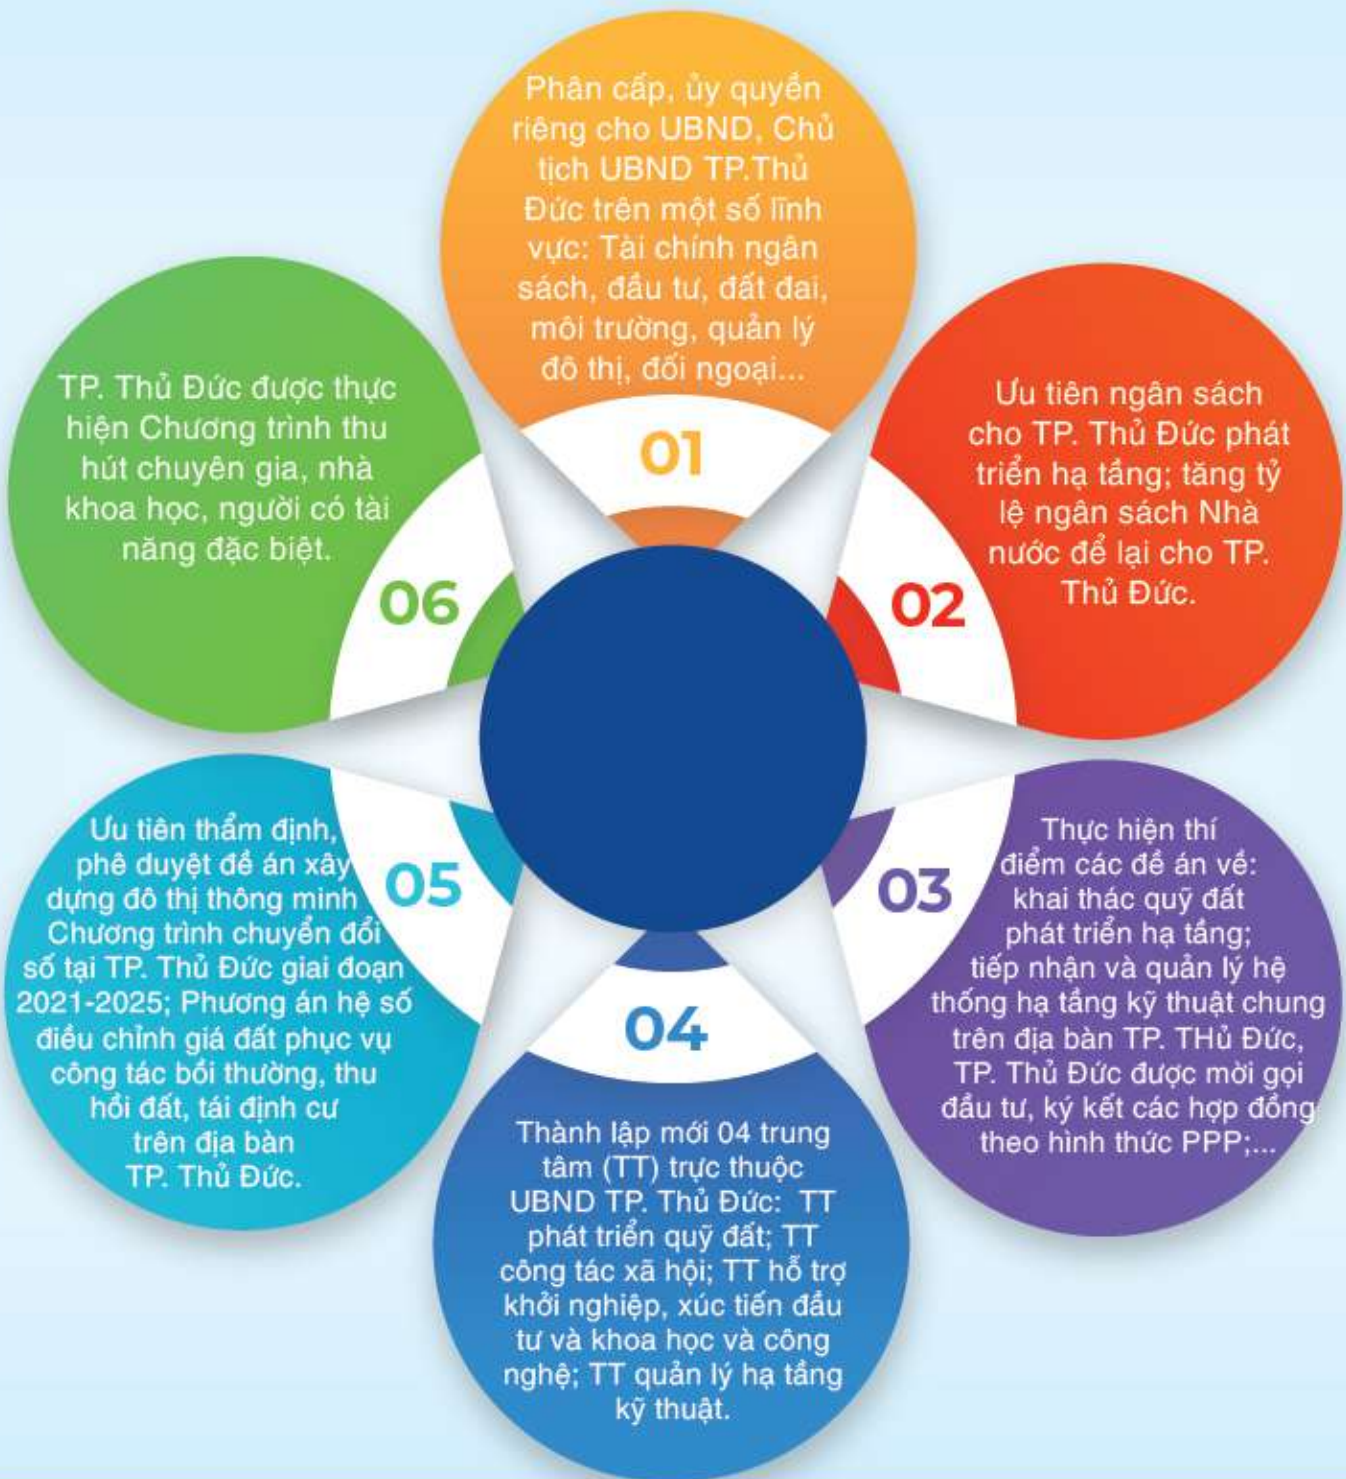 Phân cấp, ủy quyền
riêng cho UBND, Chủ
tịch UBND TP.Thủ
Đức trên một số lĩnh
vực: Tài chính ngân
sách, đầu tư, đất đai,
môi trường, quản lý
đô thị, đối ngoại...
01
Ưu tiên ngân sách
cho TP. Thủ Đức phát
triển hạ tầng; tăng tỷ
lệ ngân sách Nhà
nước để lại cho TP.
Thủ Đức.
02
Thực hiện thí
điểm các đề án về:
khai thác quỹ đất
phát triển hạ tầng;
tiếp nhận và quản lý hệ
thống hạ tầng kỹ thuật chung
trên địa bàn TP. THủ Đức,
TP. Thủ Đức được mời gọi
đầu tư, ký kết các hợp đồng
theo hình thức PPP;...
03
04
Thành lập mới 04 trung
tâm (TT) trực thuộc
UBND TP. Thủ Đức: TT
phát triển quỹ đất; TT
công tác xã hội; TT hỗ trợ
khởi nghiệp, xúc tiến đầu
tư và khoa học và công
nghệ; TT quản lý hạ tầng
kỹ thuật.
05
Ưu tiên thẩm định,
phê duyệt đề án xây
dựng đô thị thông minh
Chương trình chuyển đổi
số tại TP. Thủ Đức giai đoạn
2021-2025; Phương án hệ số
điều chỉnh giá đất phục vụ
công tác bồi thường, thu
hồi đất, tái định cư
trên địa bàn
TP. Thủ Đức.
06
TP. Thủ Đức được thực
hiện Chương trình thu
hút chuyên gia, nhà
khoa học, người có tài
năng đặc biệt.